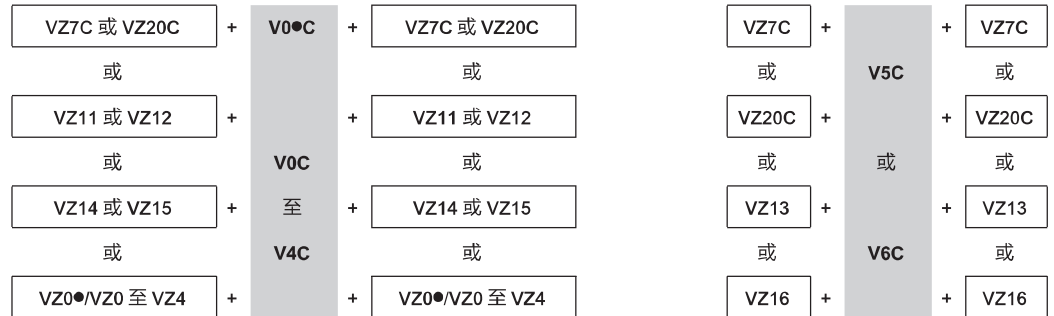 VZ7C 或 VZ20C + V0●C + VZ7C 或 VZ20C
或 或
VZ11 或 VZ12 + + VZ11 或 VZ12
或 V0C 或
VZ14 或 VZ15 + 至 + VZ14 或 VZ15
或 V4C 或
VZ0●/VZ0 至 VZ4 + + VZ0●/VZ0 至 VZ4
VZ7C + + VZ7C
或 V5C 或
VZ20C + + VZ20C
或 或 或
VZ13 + + VZ13
或 V6C 或
VZ16 + + VZ16